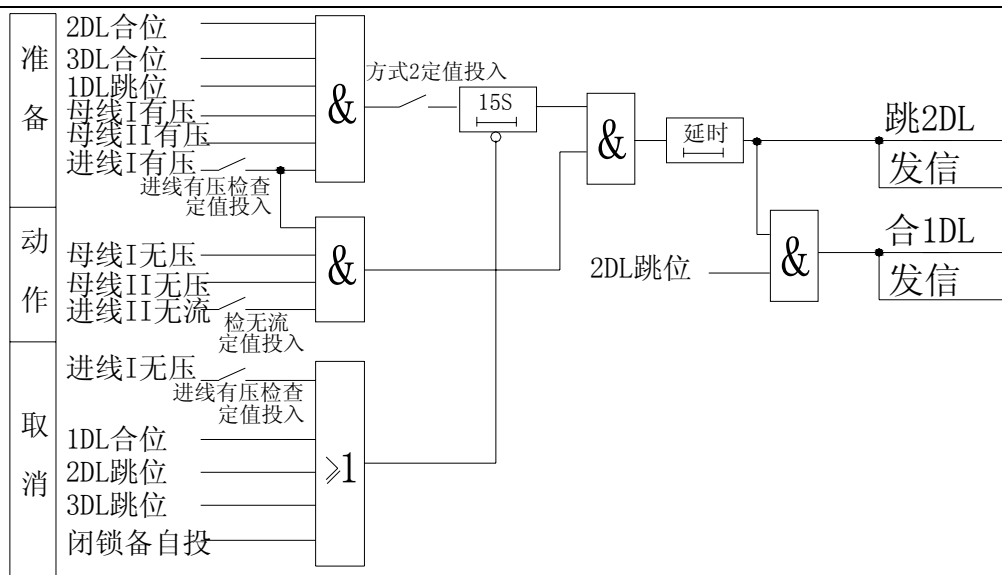 准备
2DL合位
3DL合位
1DL跳位
母线I有压
母线II有压
进线I有压
进线有压检查
定值投入
&
方式2定值投入
15S
&
延时
跳2DL
发信
动作
母线I无压
母线II无压
进线II无流
检无流
定值投入
&
2DL跳位
&
合1DL
发信
取消
进线I无压
进线有压检查
定值投入
1DL合位
2DL跳位
3DL跳位
闭锁备自投
≥1